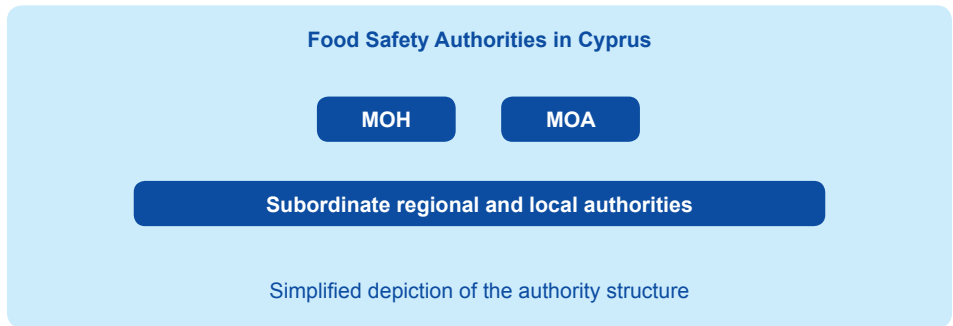 Food Safety Authorities in Cyprus
MOH MOA
Subordinate regional and local authorities
Simplified depiction of the authority structure